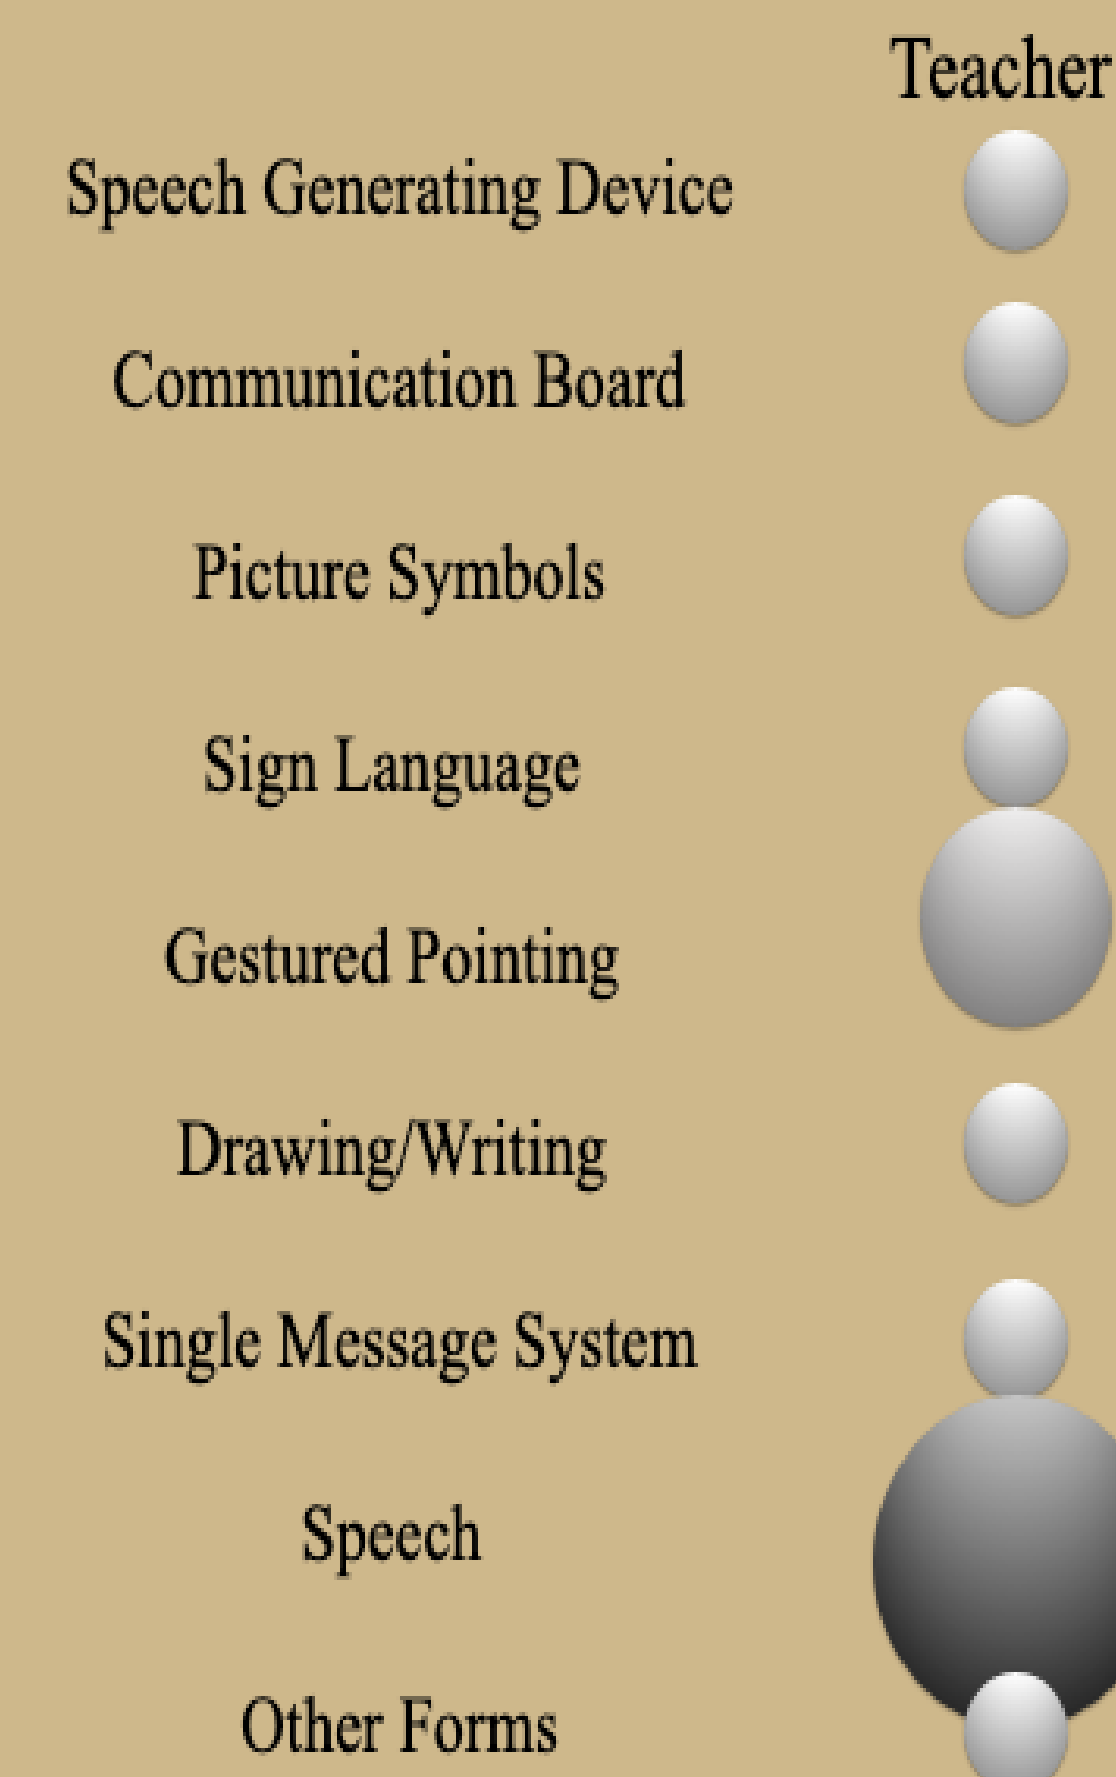 Teacher
Speech Generating Device
Communication Board
Picture Symbols
Sign Language
Gestured Pointing
Drawing/Writing
Single Message System
Speech
Other Forms